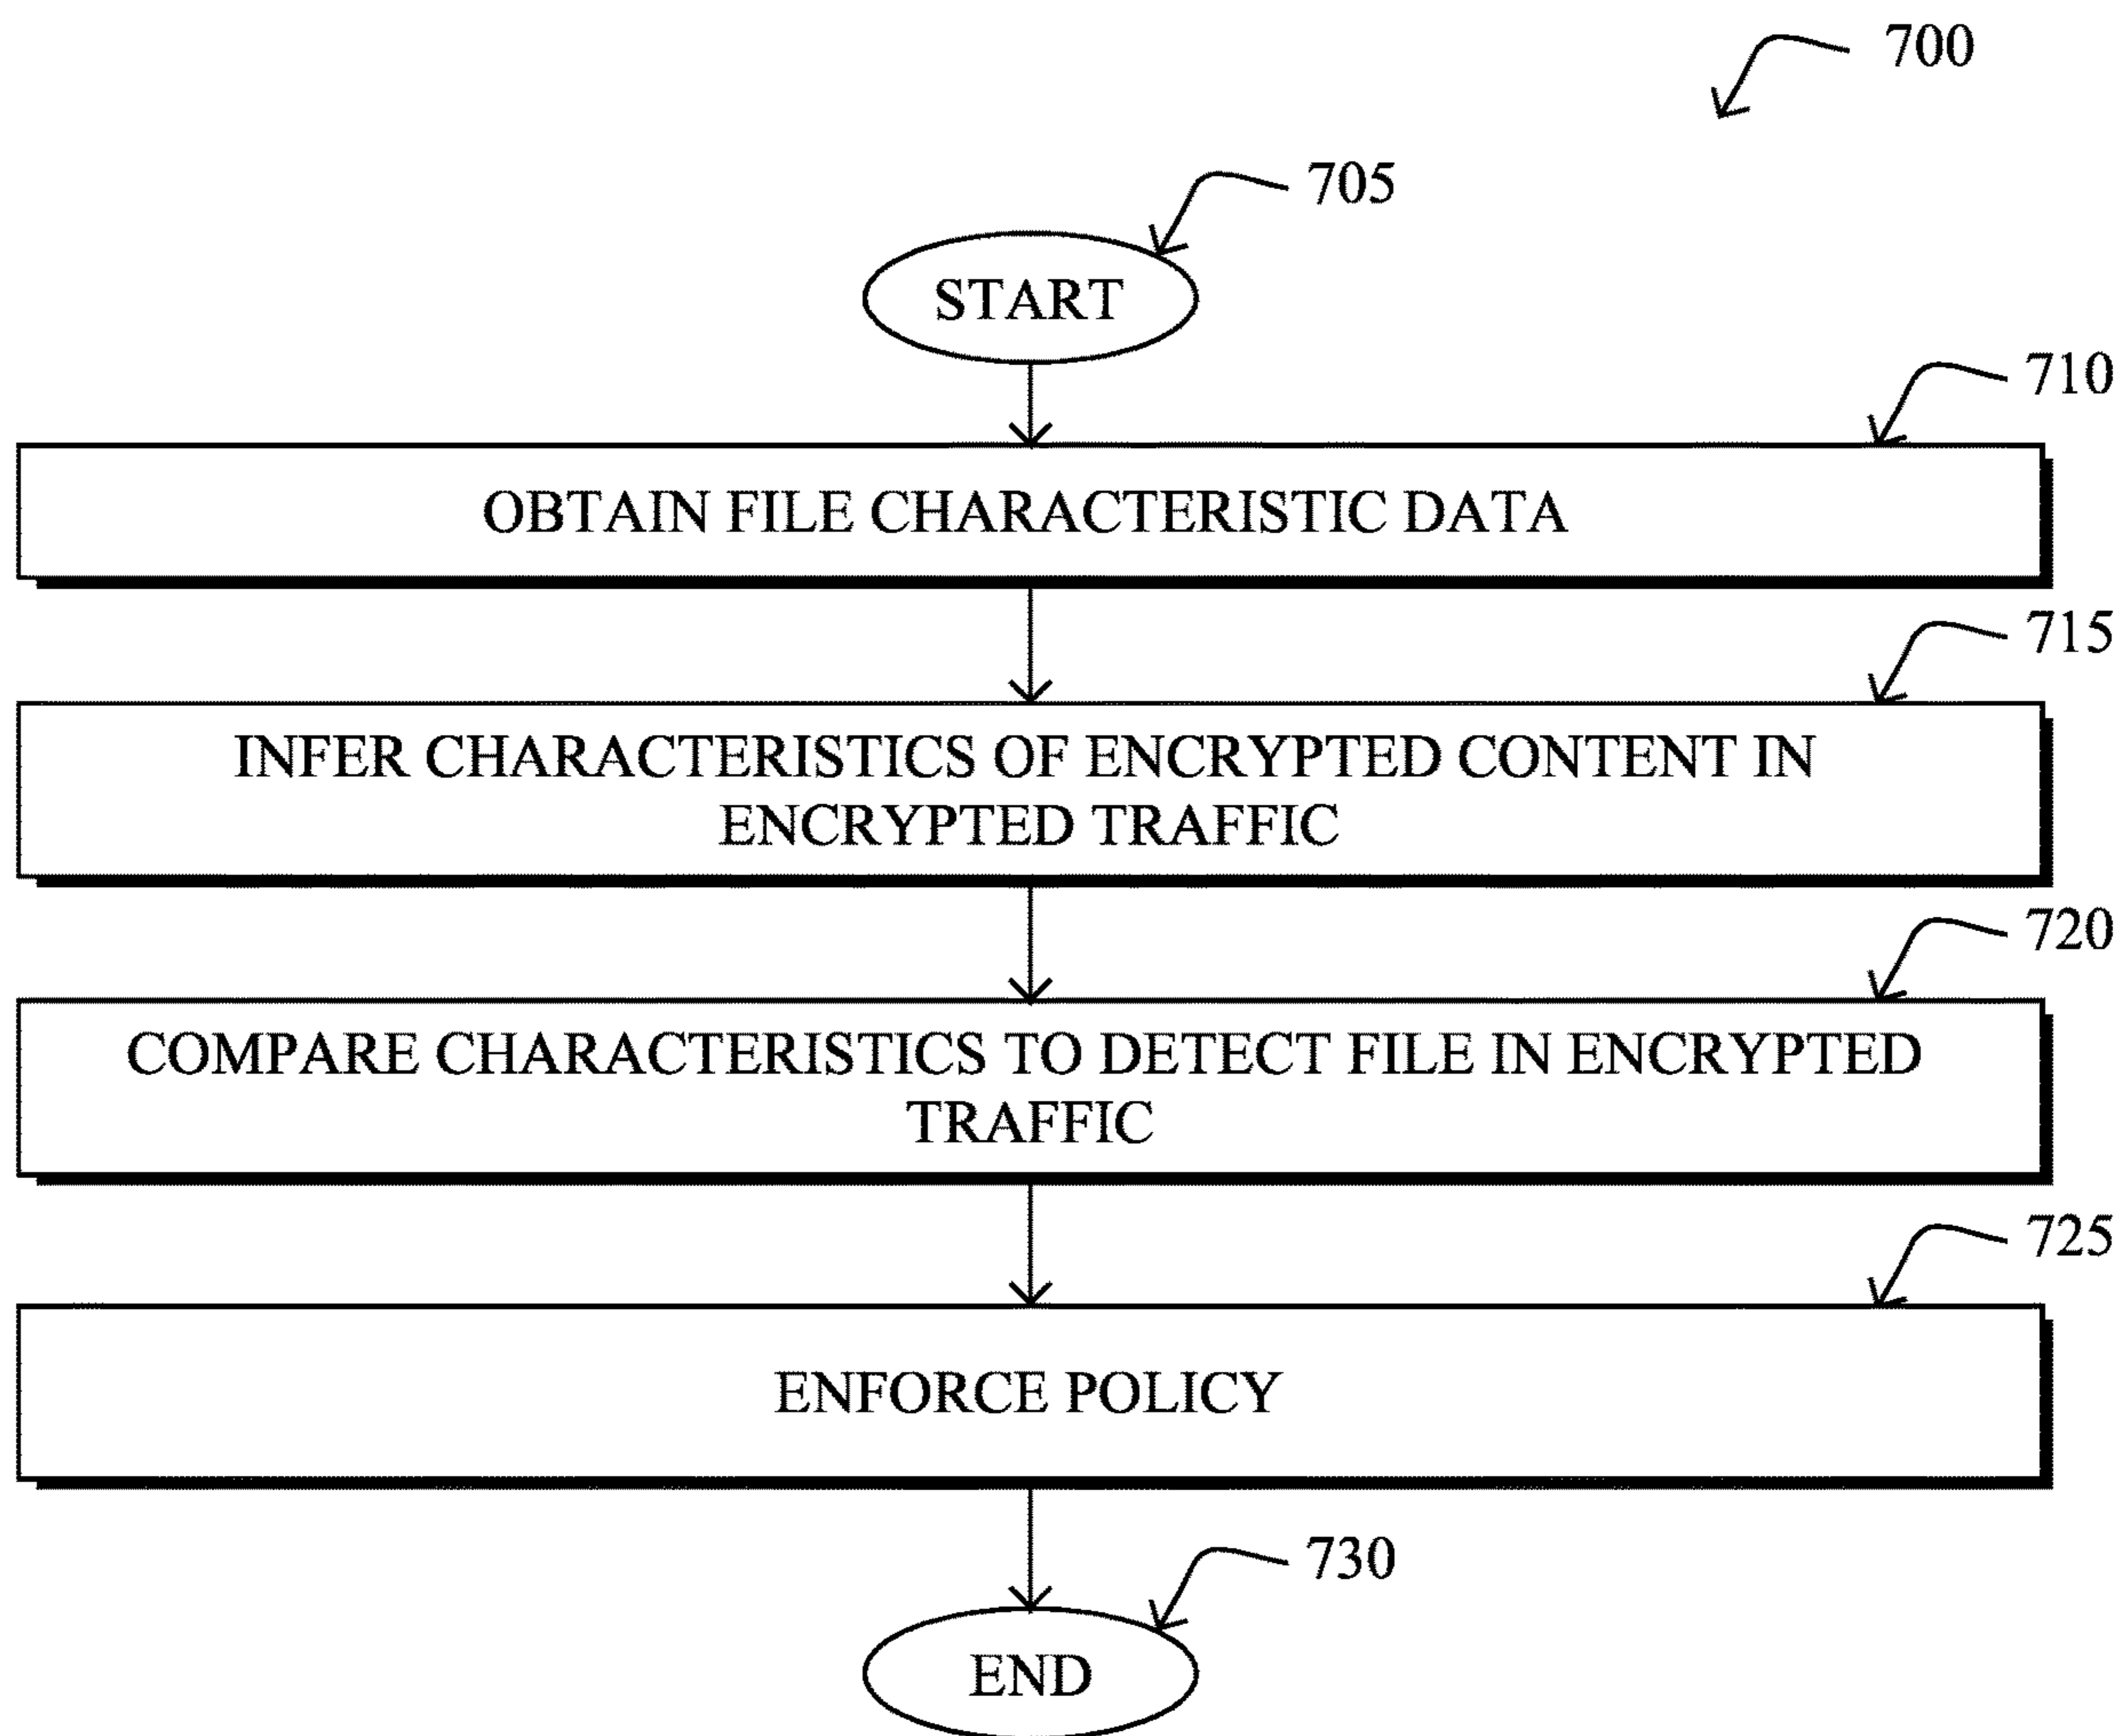 700
705
START
710
OBTAIN FILE CHARACTERISTIC DATA
715
INFER CHARACTERISTICS OF ENCRYPTED CONTENT IN
ENCRYPTED TRAFFIC
720
COMPARE CHARACTERISTICS TO DETECT FILE IN ENCRYPTED
TRAFFIC
725
ENFORCE POLICY
730
END